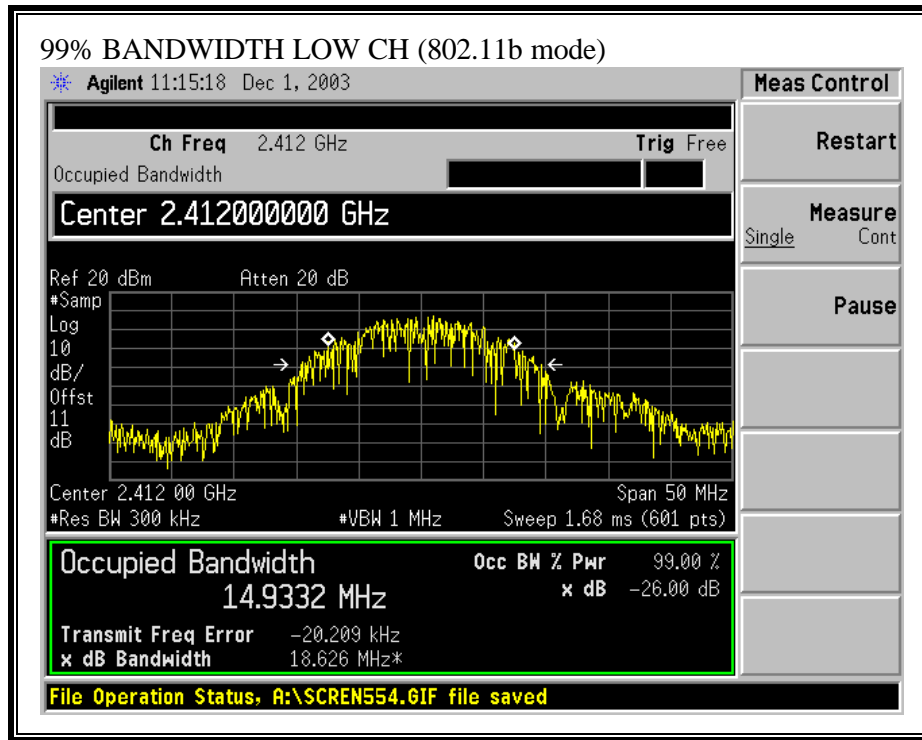 99% BANDWIDTH LOW CH (802.11b mode)
Agilent 11:15:18 Dec 1, 2003
Meas Control
Ch Freq 2.412 GHz Trig Free
Occupied Bandwidth
Center 2.412000000 GHz
Restart
Measure
Single Cont
Pause
Ref 20 dBm Atten 20 dB
#Samp
Log
10
dB/
Offst
11
dB
Center 2.412 00 GHz Span 50 MHz
#Res BW 300 kHz #VBW 1 MHz Sweep 1.68 ms (601 pts)
Occupied Bandwidth
14.9332 MHz
Occ BW % Pwr 99.00 %
x dB -26.00 dB
Transmit Freq Error -20.209 kHz
x dB Bandwidth 18.626 MHz*
File Operation Status, A:\SCREN554.GIF file saved